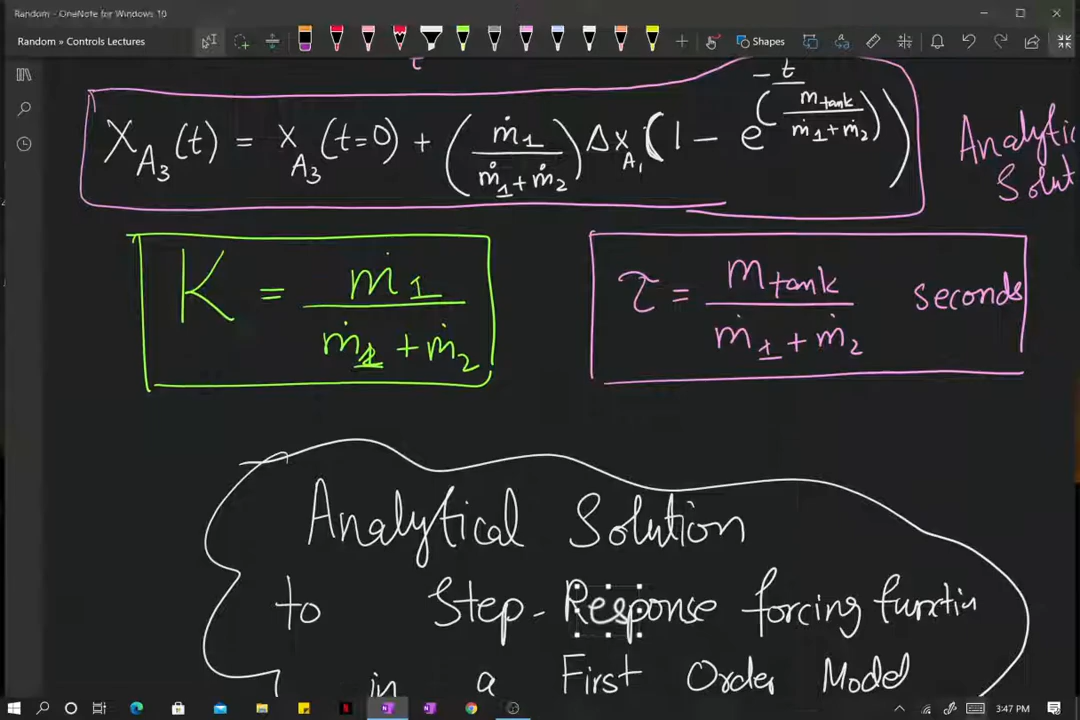 Random - OneNote for Windows 10
Random » Controls Lectures
Shapes
τ
X_A3(t) = X_A3(t=0) + (ṁ1 / (ṁ1 + ṁ2)) Δx_A1 (1 - e^(-t / (m_tank / (ṁ1 + ṁ2))))
Analytic
Solut
K = ṁ1 / (ṁ1 + ṁ2)
τ = m_tank / (ṁ1 + ṁ2) seconds
Analytical Solution
to Step-Response forcing functin
in a First Order Model
3:47 PM